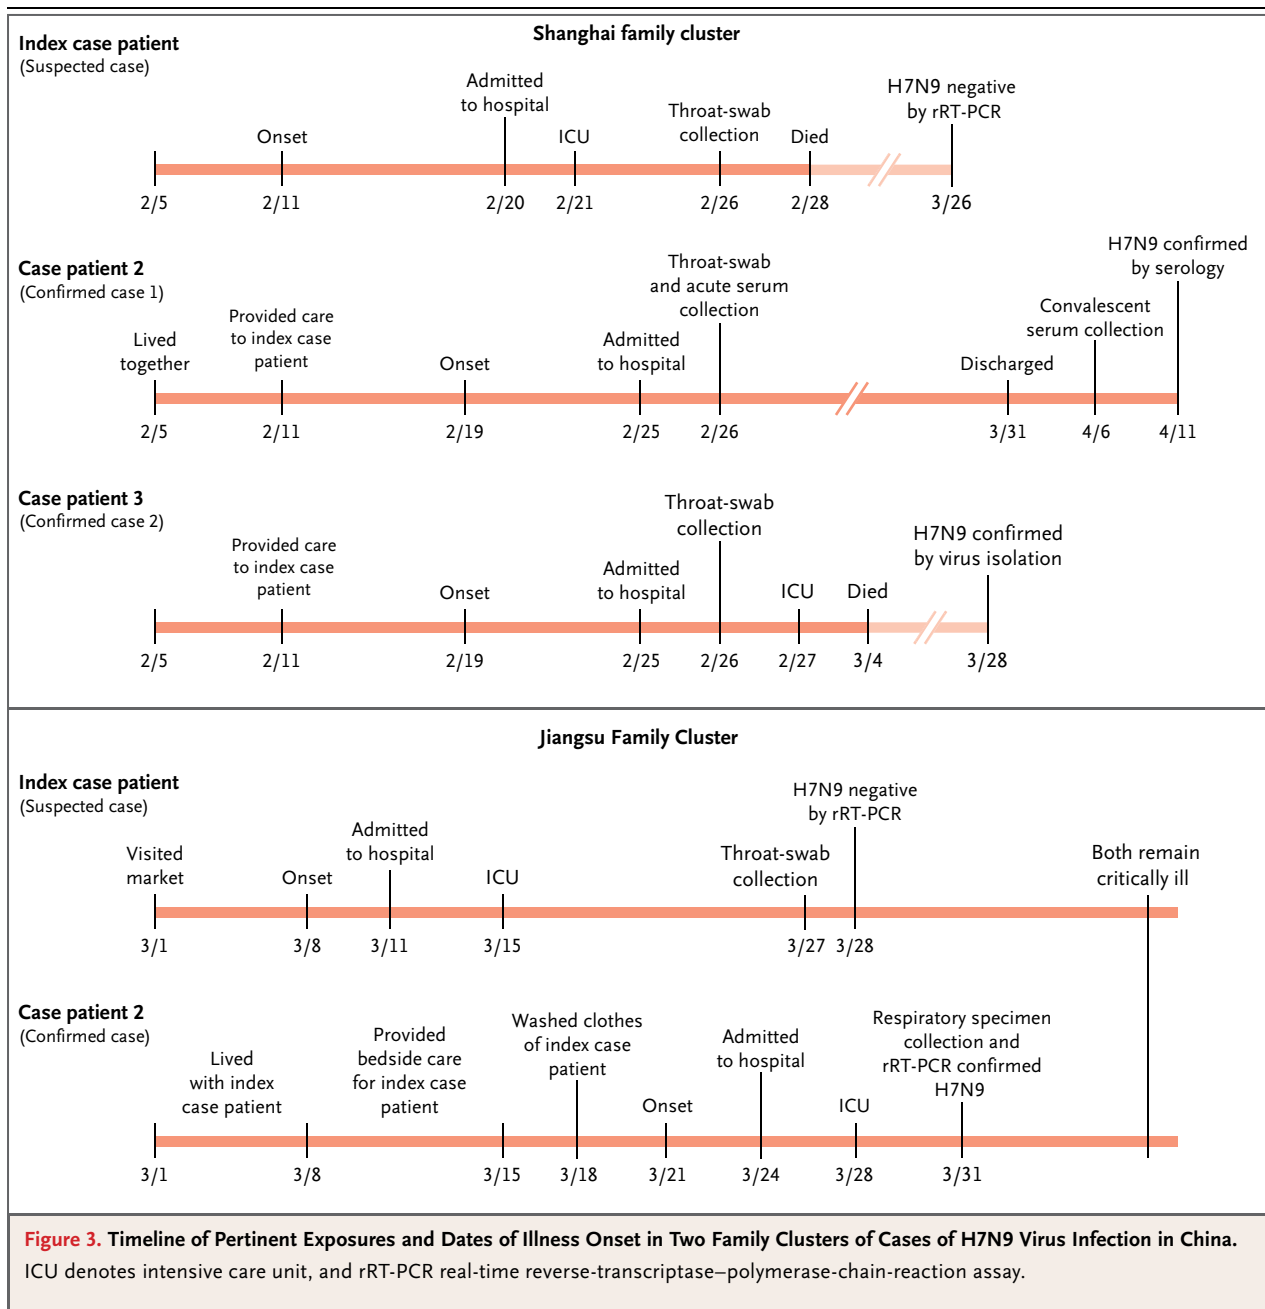 Shanghai family cluster
Index case patient
(Suspected case)
Onset
Admitted
to hospital
ICU
Throat-swab
collection
Died
H7N9 negative
by rRT-PCR
2/5
2/11
2/20
2/21
2/26
2/28
3/26
Case patient 2
(Confirmed case 1)
Lived
together
Provided care
to index case
patient
Onset
Admitted
to hospital
Throat-swab
and acute serum
collection
Discharged
Convalescent
serum collection
H7N9 confirmed
by serology
2/5
2/11
2/19
2/25
2/26
3/31
4/6
4/11
Case patient 3
(Confirmed case 2)
Provided care
to index case
patient
Onset
Admitted
to hospital
Throat-swab
collection
ICU
Died
H7N9 confirmed
by virus isolation
2/5
2/11
2/19
2/25
2/26
2/27
3/4
3/28
Jiangsu Family Cluster
Index case patient
(Suspected case)
Visited
market
Onset
Admitted
to hospital
ICU
Throat-swab
collection
H7N9 negative
by rRT-PCR
Both remain
critically ill
3/1
3/8
3/11
3/15
3/27
3/28
Case patient 2
(Confirmed case)
Lived
with index
case patient
Provided
bedside care
for index case
patient
Washed clothes
of index case
patient
Onset
Admitted
to hospital
ICU
Respiratory specimen
collection and
rRT-PCR confirmed
H7N9
3/1
3/8
3/15
3/18
3/21
3/24
3/28
3/31
Figure 3. Timeline of Pertinent Exposures and Dates of Illness Onset in Two Family Clusters of Cases of H7N9 Virus Infection in China.
ICU denotes intensive care unit, and rRT-PCR real-time reverse-transcriptase–polymerase-chain-reaction assay.